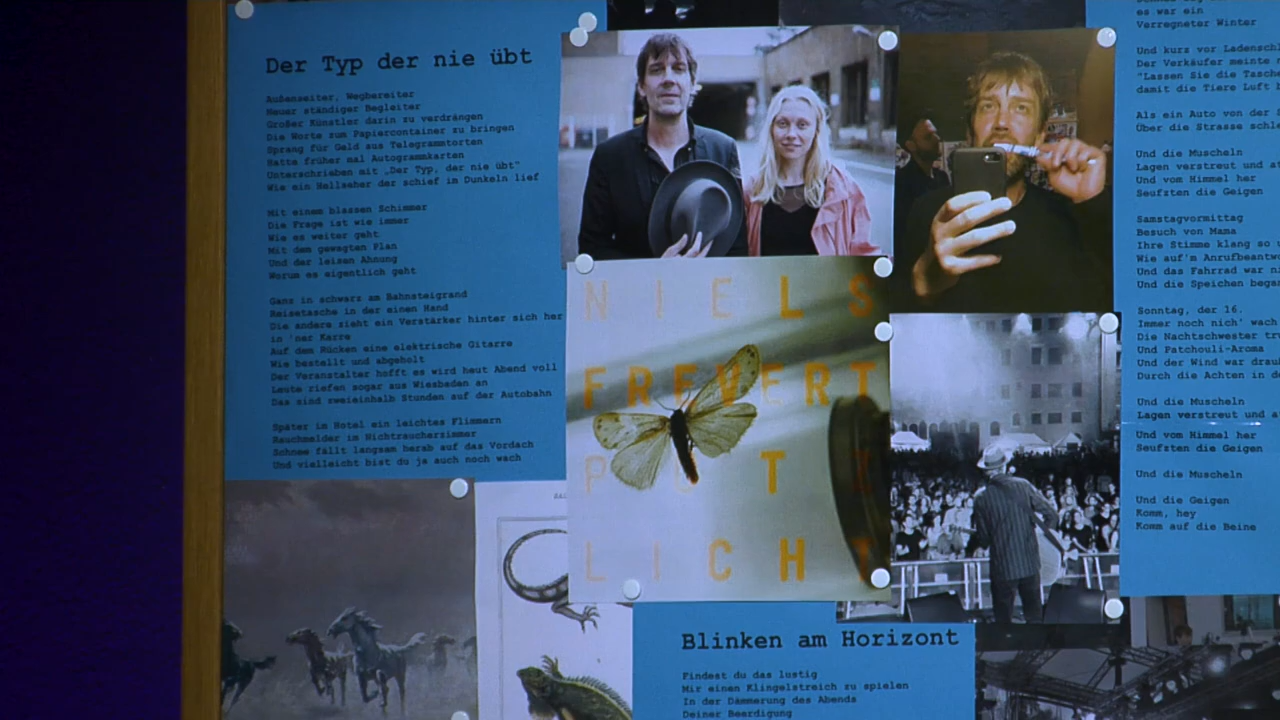 Der Typ der nie übt
Außenseiter, Wegbereiter
Neuer ständiger Begleiter
Großer Künstler darin zu verdrängen
Die Worte zum Papiercontainer zu bringen
Sprang für Geld aus Telegrammtorten
Hatte früher mal Autogrammkarten
Unterschrieben mit „Der Typ, der nie übt"
Wie ein Hellseher der schief im Dunkeln lief
Mit einem blassen Schimmer
Die Frage ist wie immer
Wie es weiter geht
Mit dem gewagten Plan
Und der leisen Ahnung
Worum es eigentlich geht
Ganz in schwarz am Bahnsteigrand
Reisetasche in der einen Hand
Die andere zieht ein Verstärker hinter sich her
in 'ner Karre
Auf dem Rücken eine elektrische Gitarre
Wie bestellt und abgeholt
Der Veranstalter hofft es wird heut Abend voll
Leute riefen sogar aus Wiesbaden an
Das sind zweieinhalb Stunden auf der Autobahn
Später im Hotel ein leichtes Flimmern
Rauchmelder im Nichtraucherzimmer
Schnee fällt langsam herab auf das Vordach
Und vielleicht bist du ja auch noch wach
NIELS
FREVERT
PUTZ
LICHT
Blinken am Horizont
Findest du das lustig
Mir einen Klingelstreich zu spielen
In der Dämmerung des Abends
Deiner Beerdigung
es war ein
Verregneter Winter
Und kurz vor Ladenschl
Der Verkäufer meinte
"Lassen Sie die Tasche
damit die Tiere Luft
Als ein Auto von der
Über die Strasse schl
Und die Muscheln
Lagen verstreut und
Und vom Himmel her
Seufzten die Geigen
Samstagvormittag
Besuch von Mama
Ihre Stimme klang so
Wie auf'm Anrufbeantw
Und das Fahrrad war
Und die Speichen bega
Sonntag, der 16.
Immer noch nich' wach
Die Nachtschwester
Und Patchouli-Aroma
Und der Wind war drau
Durch die Achten in
Und die Muscheln
Lagen verstreut und
Und vom Himmel her
Seufzten die Geigen
Und die Muscheln
Und die Geigen
Komm, hey
Komm auf die Beine